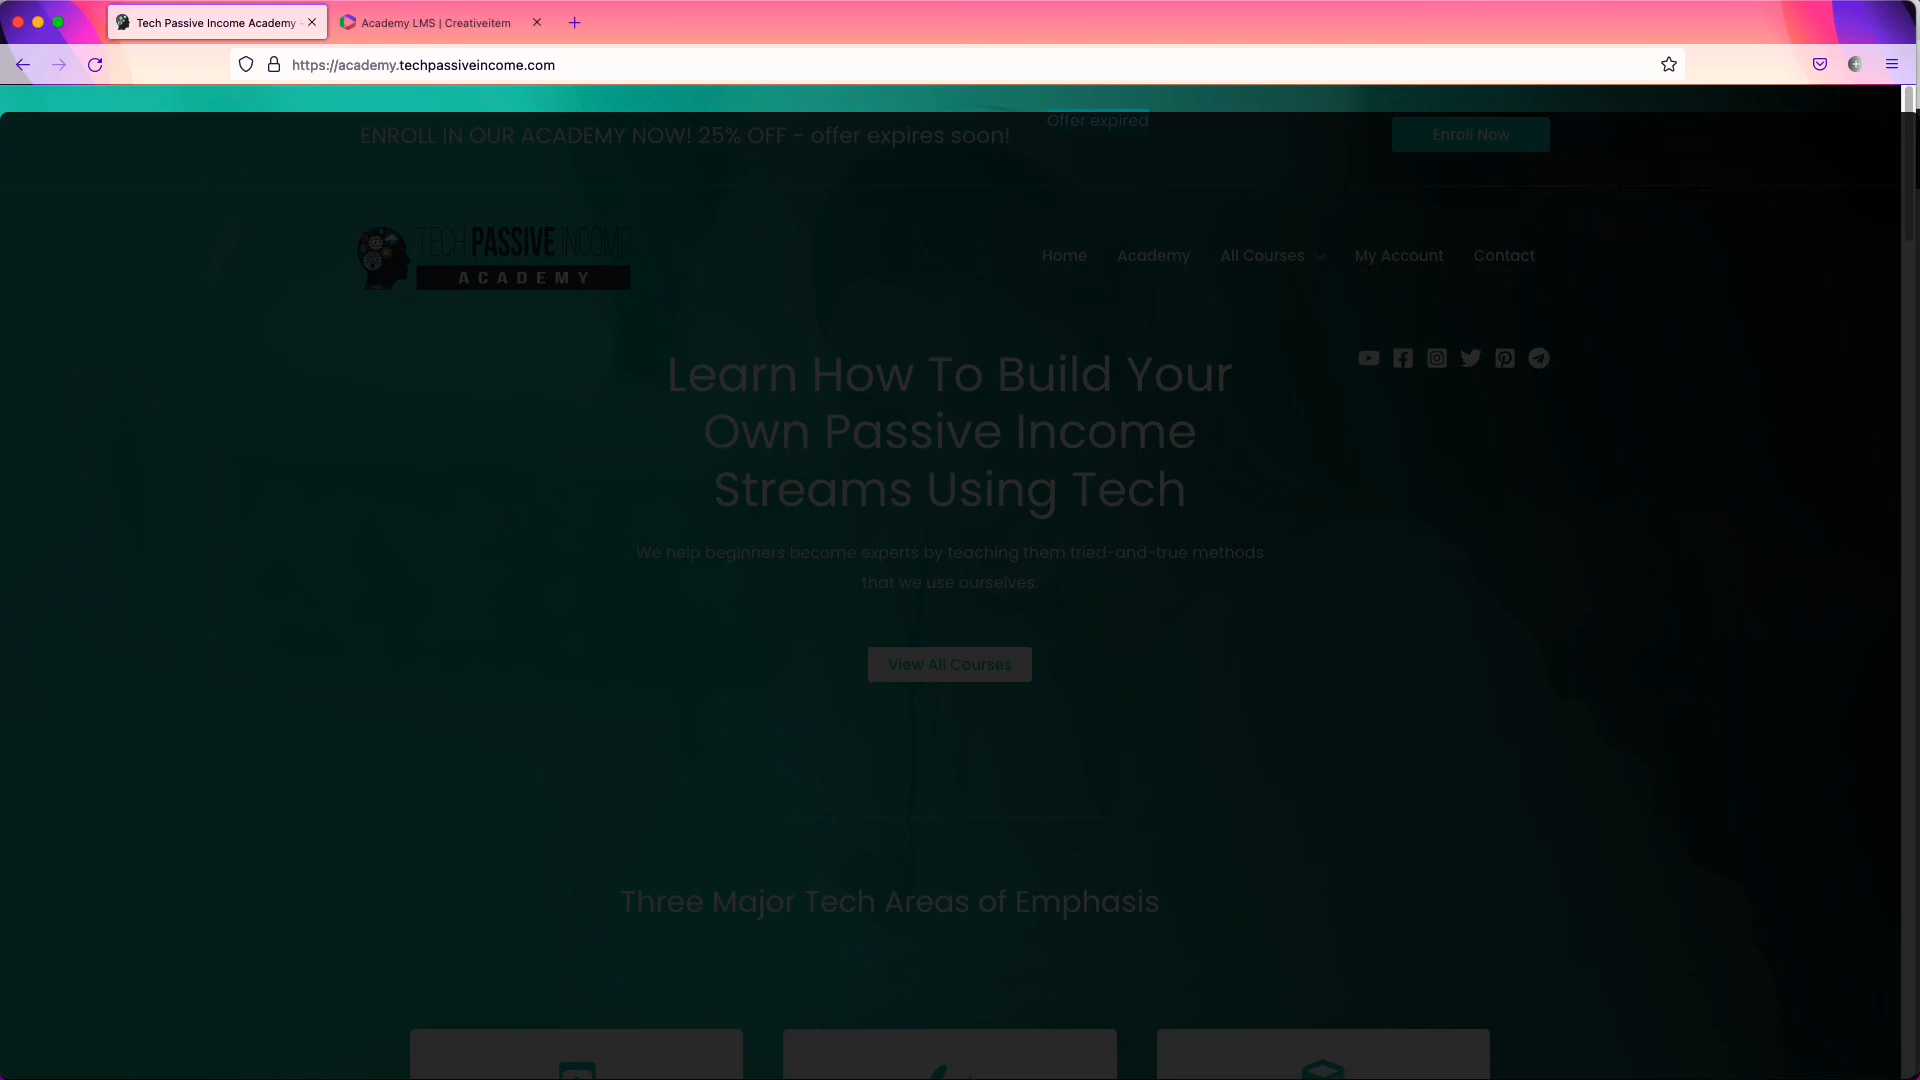 Tech Passive Income Academy -
Academy LMS | Creativeitem
https://academy.techpassiveincome.com
ENROLL IN OUR ACADEMY NOW! 25% OFF - offer expires soon!
Offer expired
Enroll Now
TECH PASSIVE INCOME
ACADEMY
Home
Academy
All Courses
My Account
Contact
Learn How To Build Your
Own Passive Income
Streams Using Tech
We help beginners become experts by teaching them tried-and-true methods
that we use ourselves.
View All Courses
Three Major Tech Areas of Emphasis